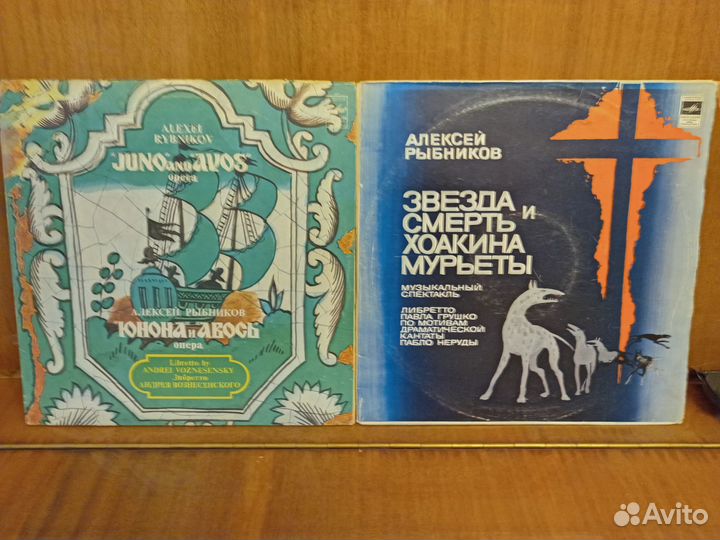 ALEXEI
RYBNIKOV
JUNO AND AVOS'
opera
АЛЕКСЕЙ РЫБНИКОВ
ЮНОНА И АВОСЬ
опера
Libretto by
ANDREI VOZNESENSKY
Либретто
АНДРЕЯ ВОЗНЕСЕНСКОГО
АЛЕКСЕЙ
РЫБНИКОВ
ЗВЕЗДА
И СМЕРТЬ
ХОАКИНА
МУРЬЕТЫ
МУЗЫКАЛЬНЫЙ
СПЕКТАКЛЬ
ЛИБРЕТТО
ПАВЛА ГРУШКО
ПО МОТИВАМ
ДРАМАТИЧЕСКОЙ
КАНТАТЫ
ПАБЛО НЕРУДЫ
Avito